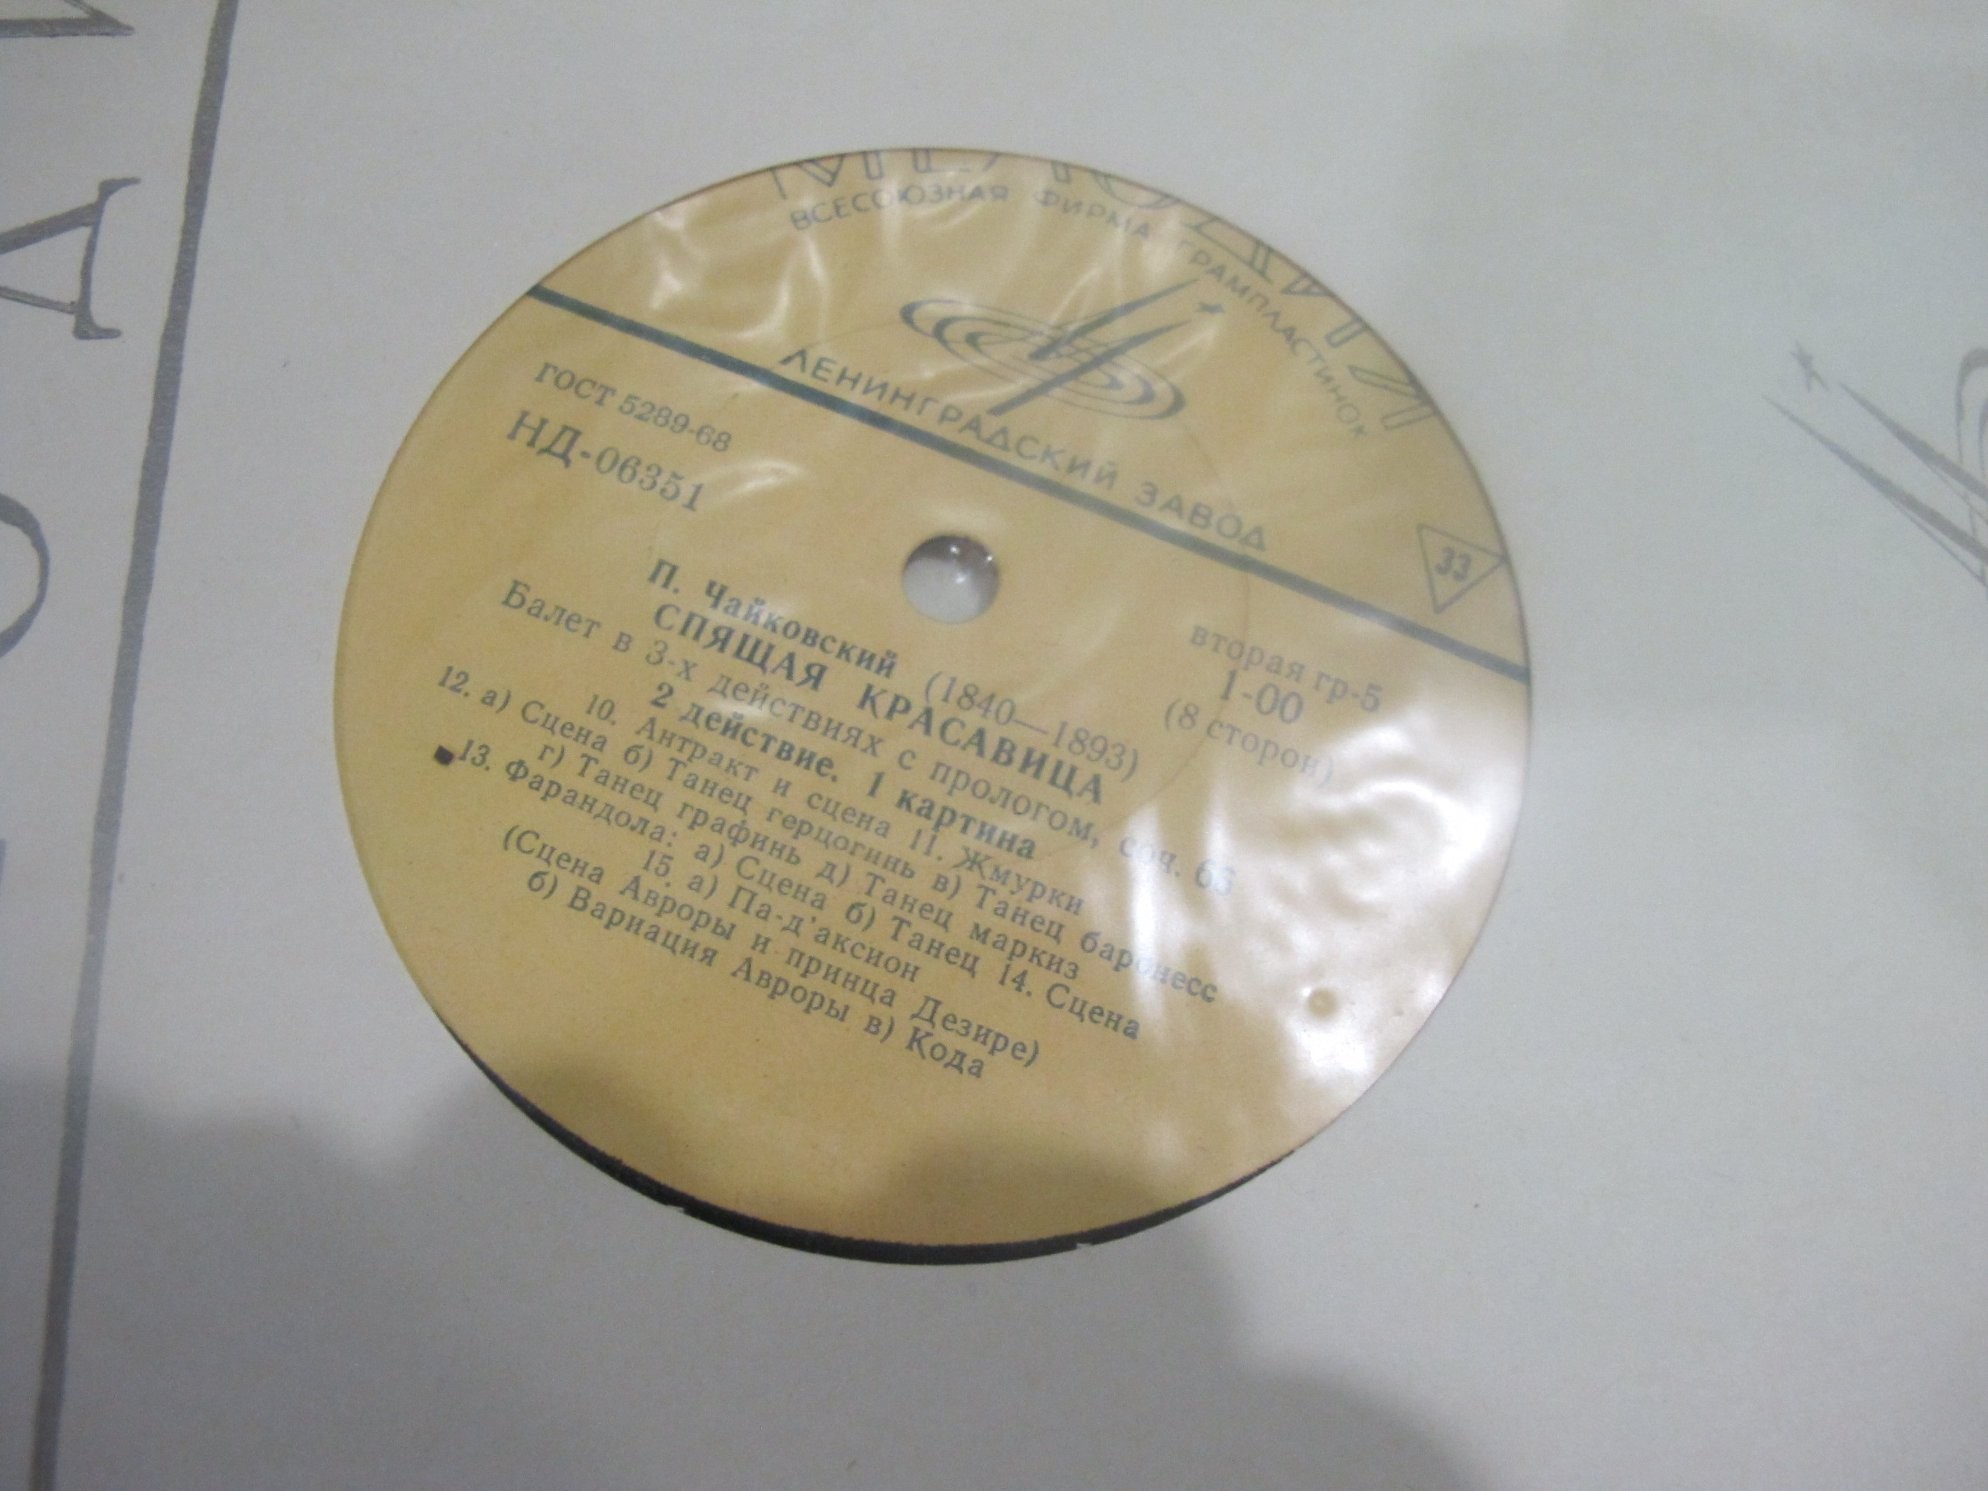 МЕЛОДИЯ
ВСЕСОЮЗНАЯ ФИРМА ГРАМПЛАСТИНОК
ЛЕНИНГРАДСКИЙ ЗАВОД
33
ГОСТ 5289-68
НД-06351
вторая гр-5
1-00
(8 сторон)
П. Чайковский (1840—1893)
СПЯЩАЯ КРАСАВИЦА
Балет в 3-х действиях с прологом, соч. 66
2 действие. 1 картина
10. Антракт и сцена 11. Жмурки
12. а) Сцена б) Танец герцогинь в) Танец баронесс
г) Танец графинь д) Танец маркиз
13. Фарандола: а) Сцена б) Танец 14. Сцена
15. а) Па-д'аксион
(Сцена Авроры и принца Дезире)
б) Вариация Авроры в) Кода